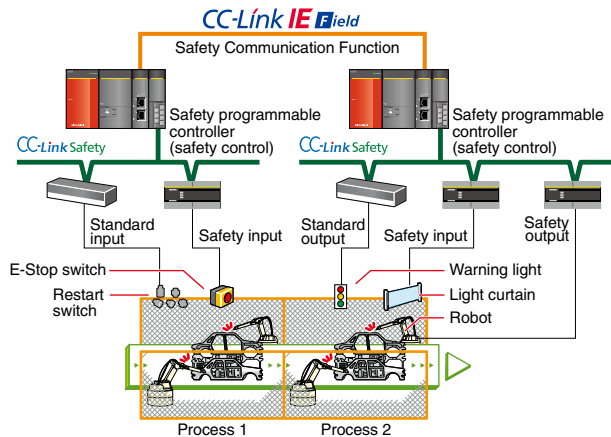 CC-Link IE Field
Safety Communication Function
Safety programmable
controller
(safety control)
Safety programmable
controller
(safety control)
CC-Link Safety
CC-Link Safety
Standard
input
Safety input
Standard
output
Safety input
Safety
output
E-Stop switch
Restart
switch
Warning light
Light curtain
Robot
Process 1
Process 2